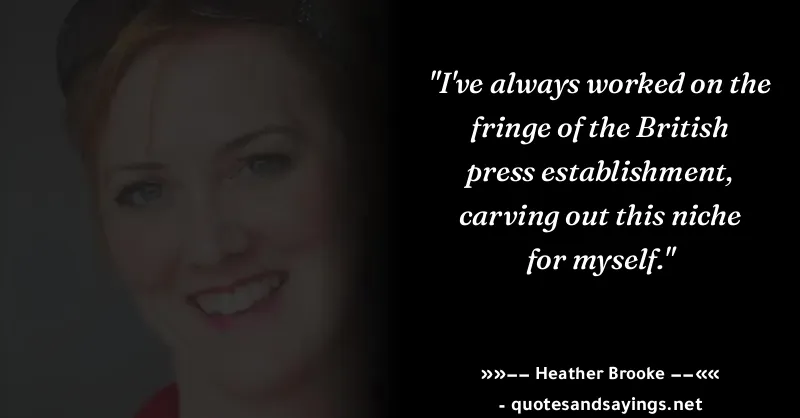 "I've always worked on the
fringe of the British
press establishment,
carving out this niche
for myself."
»»−− Heather Brooke −−««
- quotesandsayings.net